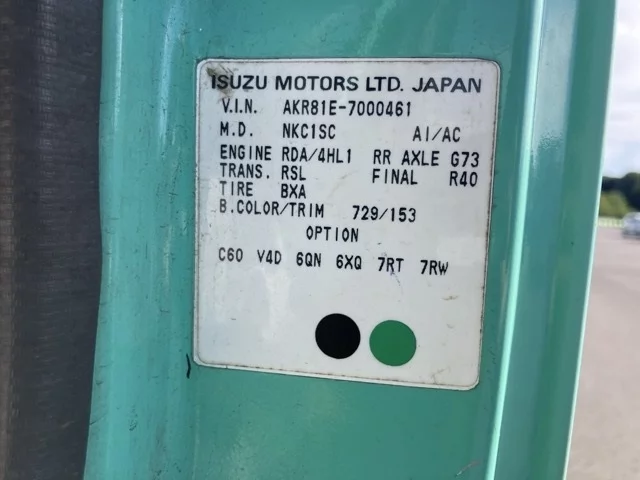 ISUZU MOTORS LTD. JAPAN
V.I.N. AKR81E-7000461
M.D. NKC1SC AI/AC
ENGINE RDA/4HL1 RR AXLE G73
TRANS. RSL FINAL R40
TIRE BXA
B.COLOR/TRIM 729/153
OPTION
C60 V4D 6QN 6XQ 7RT 7RW